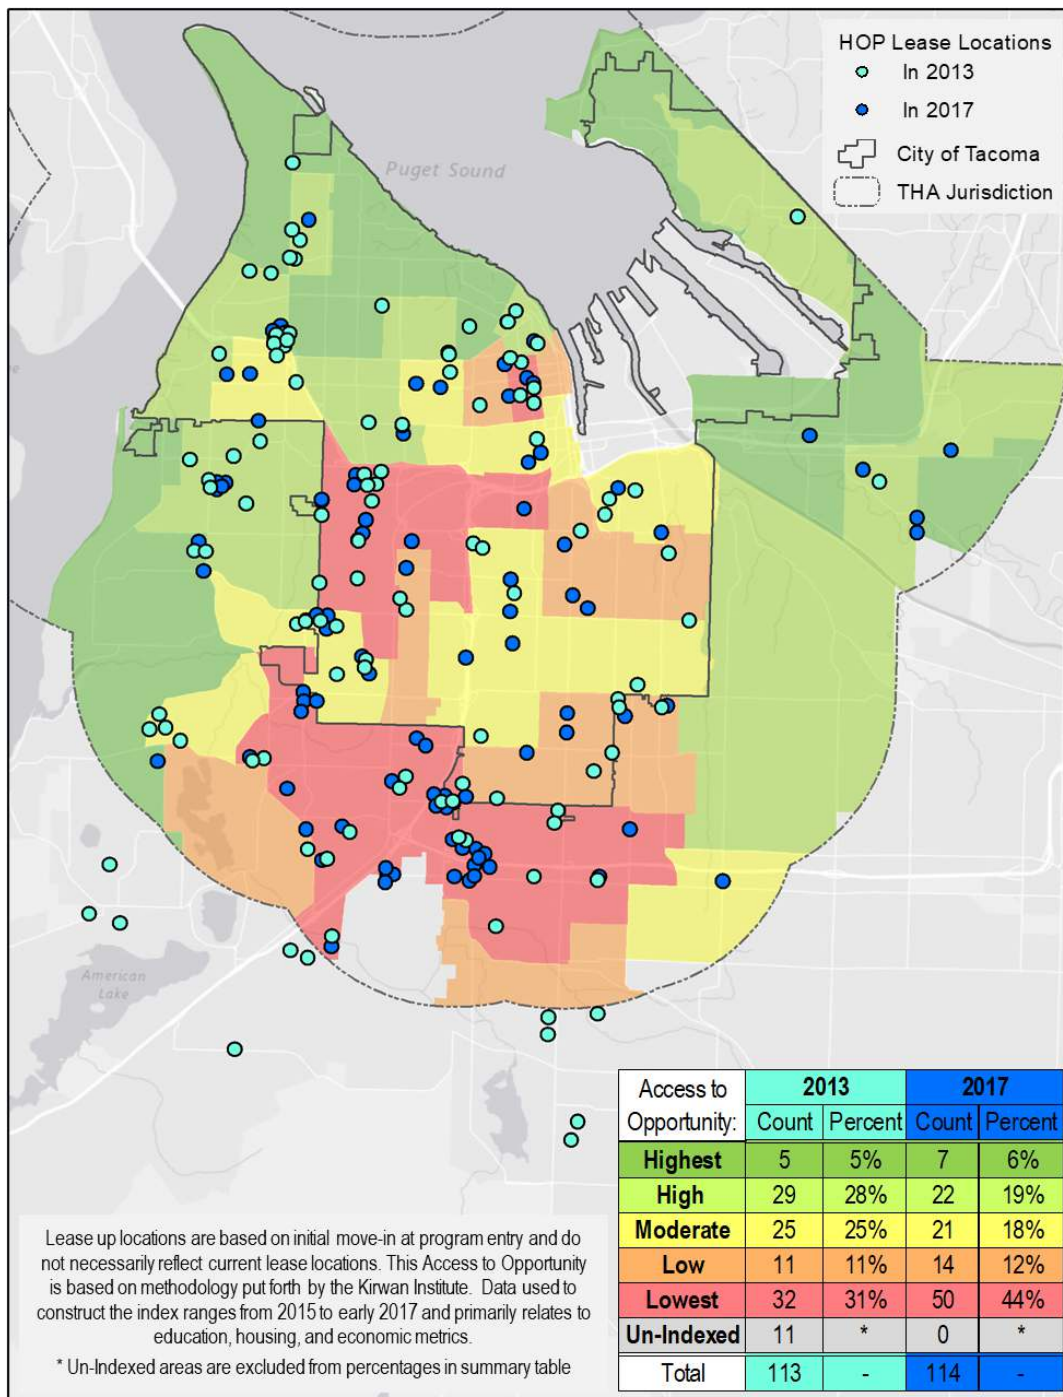 HOP Lease Locations
In 2013
In 2017
City of Tacoma
THA Jurisdiction
Puget Sound
American
Lake
Access to Opportunity: 2013 2017
Count Percent Count Percent
Highest 5 5% 7 6%
High 29 28% 22 19%
Moderate 25 25% 21 18%
Low 11 11% 14 12%
Lowest 32 31% 50 44%
Un-Indexed 11 * 0 *
Total 113 - 114 -
Lease up locations are based on initial move-in at program entry and do
not necessarily reflect current lease locations. This Access to Opportunity
is based on methodology put forth by the Kirwan Institute. Data used to
construct the index ranges from 2015 to early 2017 and primarily relates to
education, housing, and economic metrics.
* Un-Indexed areas are excluded from percentages in summary table